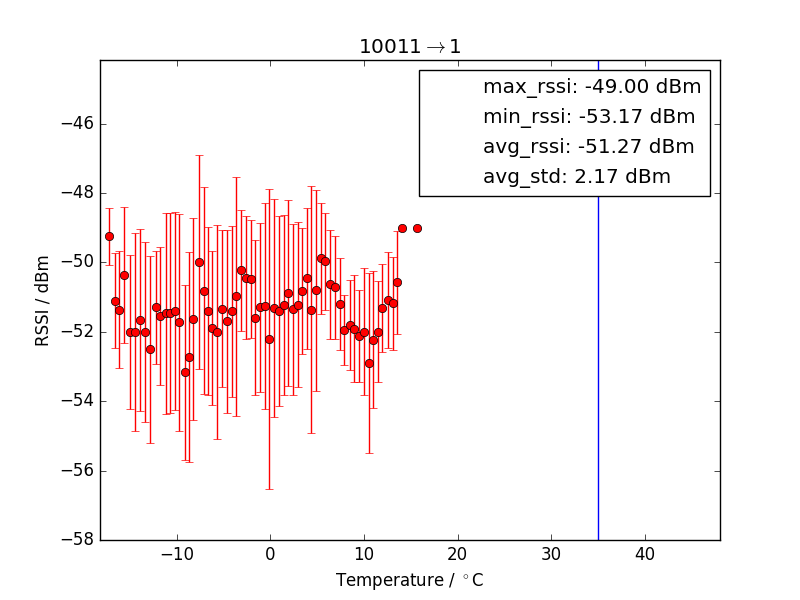 10011→1
max_rssi: -49.00 dBm
min_rssi: -53.17 dBm
avg_rssi: -51.27 dBm
avg_std: 2.17 dBm
RSSI / dBm
−46
−48
−50
−52
−54
−56
−58
−10 0 10 20 30 40
Temperature / °C